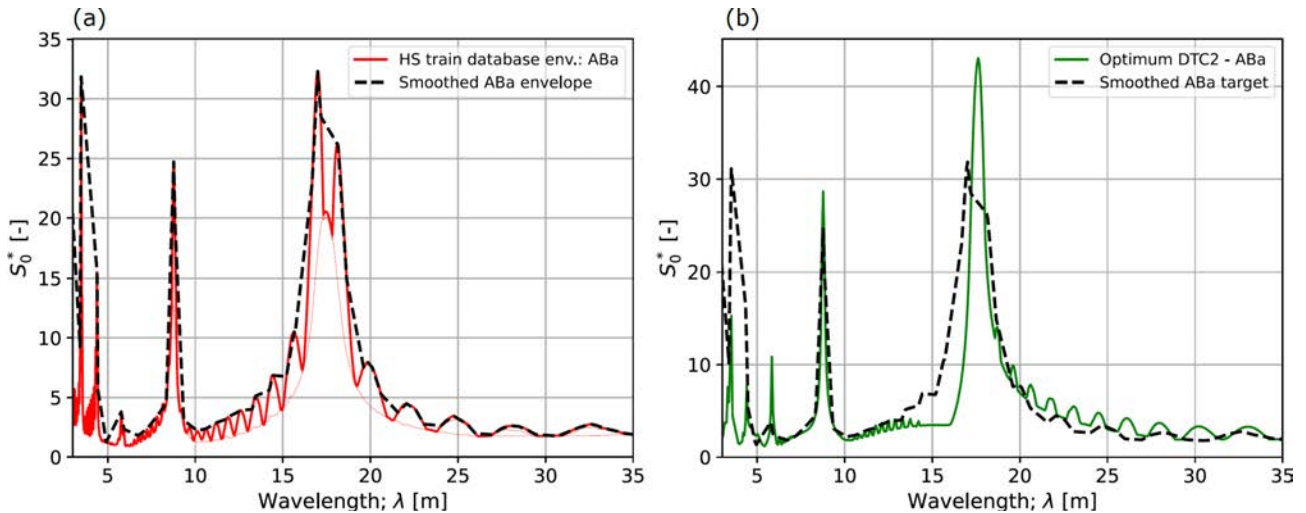 (a)
35
30
25
20
15
10
5
0
S₀* [-]
HS train database env.: ABa
Smoothed ABa envelope
5 10 15 20 25 30 35
Wavelength; λ [m]
(b)
40
30
20
10
0
S₀* [-]
Optimum DTC2 - ABa
Smoothed ABa target
5 10 15 20 25 30 35
Wavelength; λ [m]